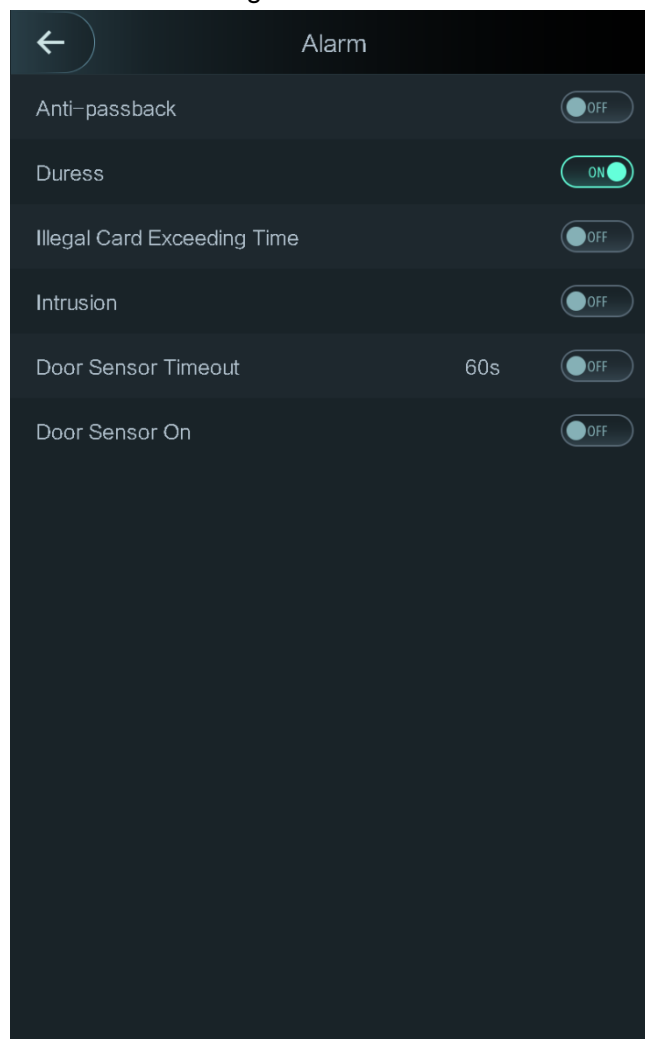 Alarm
Anti-passback OFF
Duress ON
Illegal Card Exceeding Time OFF
Intrusion OFF
Door Sensor Timeout 60s OFF
Door Sensor On OFF